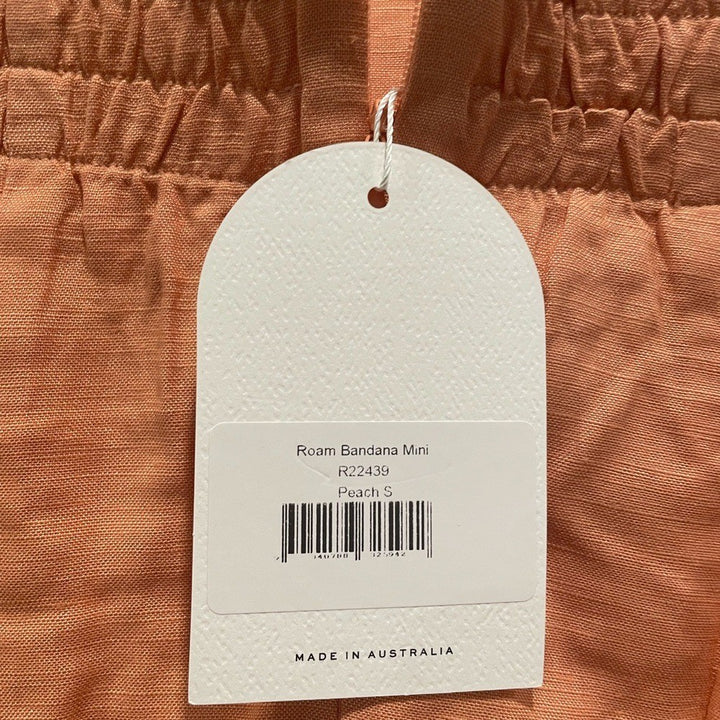 Roam Bandana Mini
R22439
Peach S
MADE IN AUSTRALIA